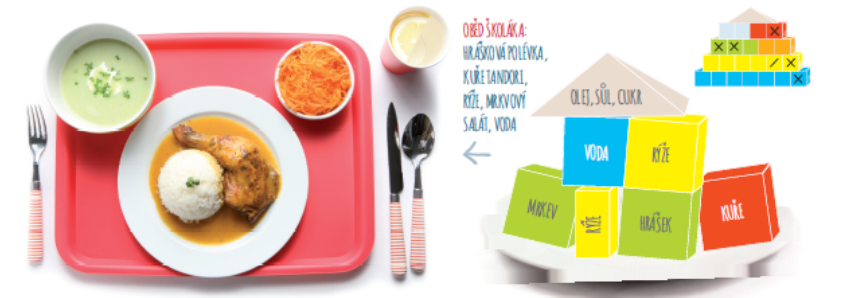 OBĚD ŠKOLÁKA:
HRÁŠKOVÁ POLÉVKA,
KUŘE TANDORI,
RÝŽE, MRKVOVÝ
SALÁT, VODA
OLEJ, SŮL, CUKR
VODA
RÝŽE
MRKEV
RÝŽE
HRÁŠEK
KUŘE